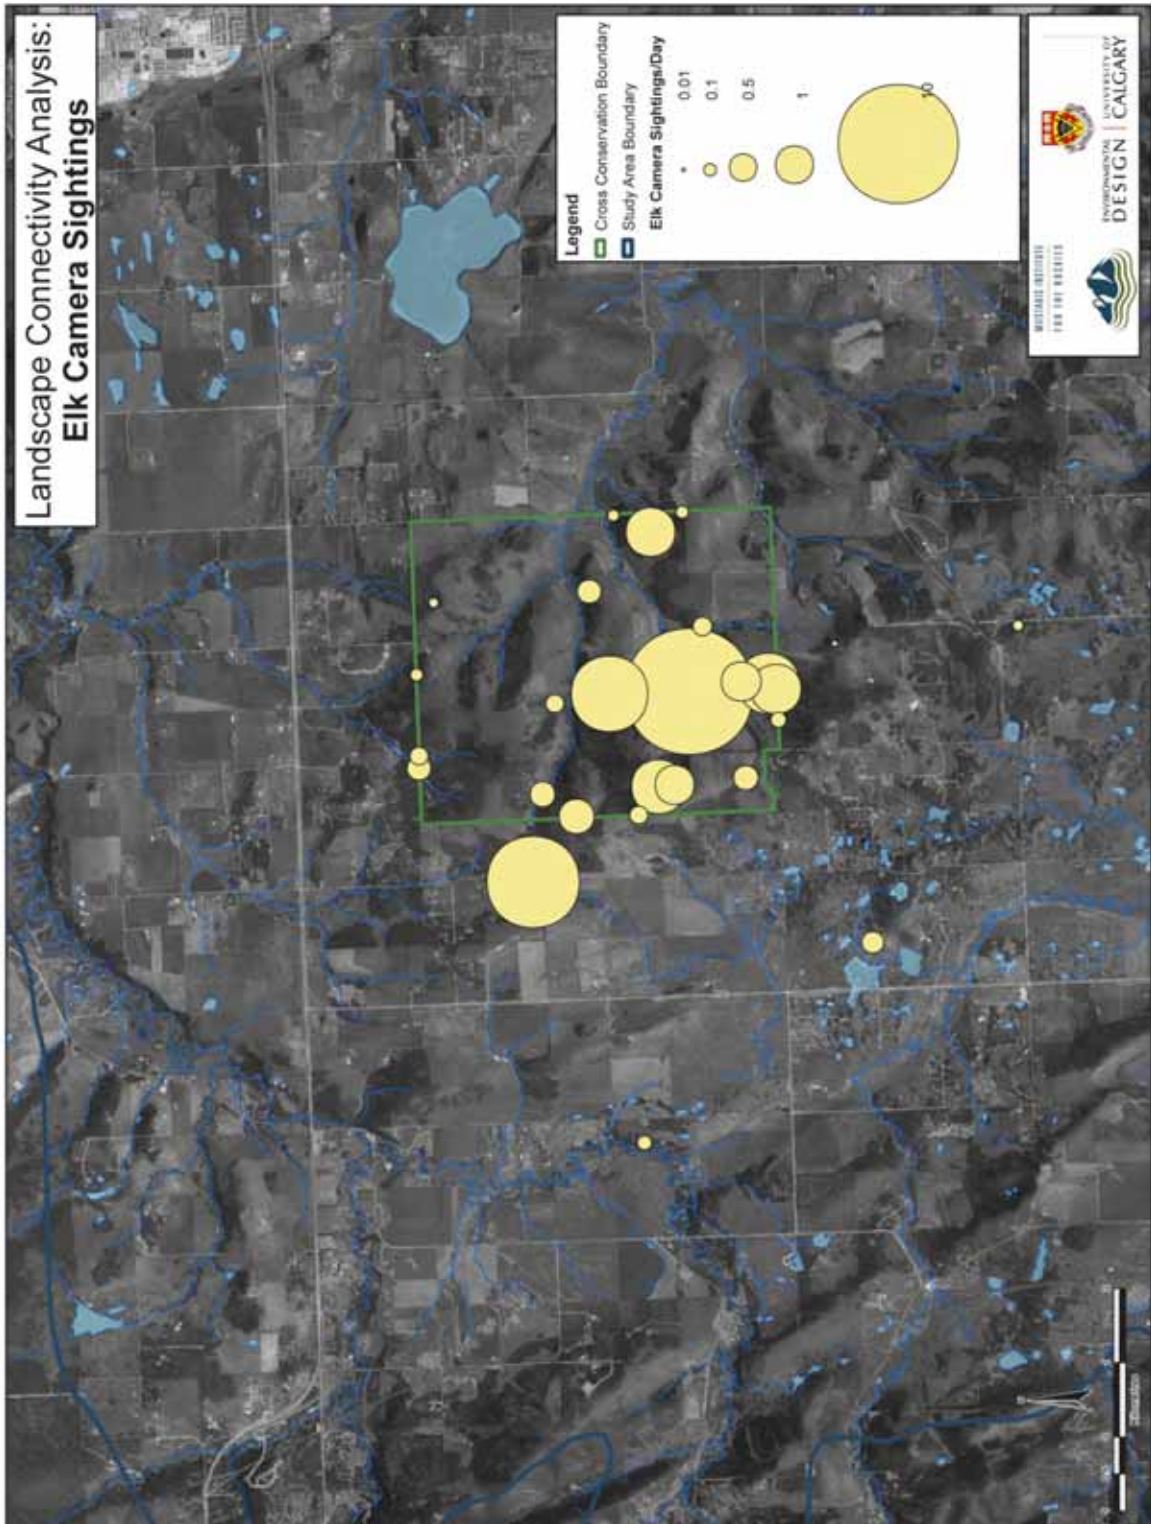 Landscape Connectivity Analysis:
Elk Camera Sightings
Legend
Cross Conservation Boundary
Study Area Boundary
Elk Camera Sightings/Day
0.01
0.1
0.5
1
10
MIISTAKIS INSTITUTE
FOR THE ROCKIES
ENVIRONMENTAL
DESIGN
UNIVERSITY OF
CALGARY